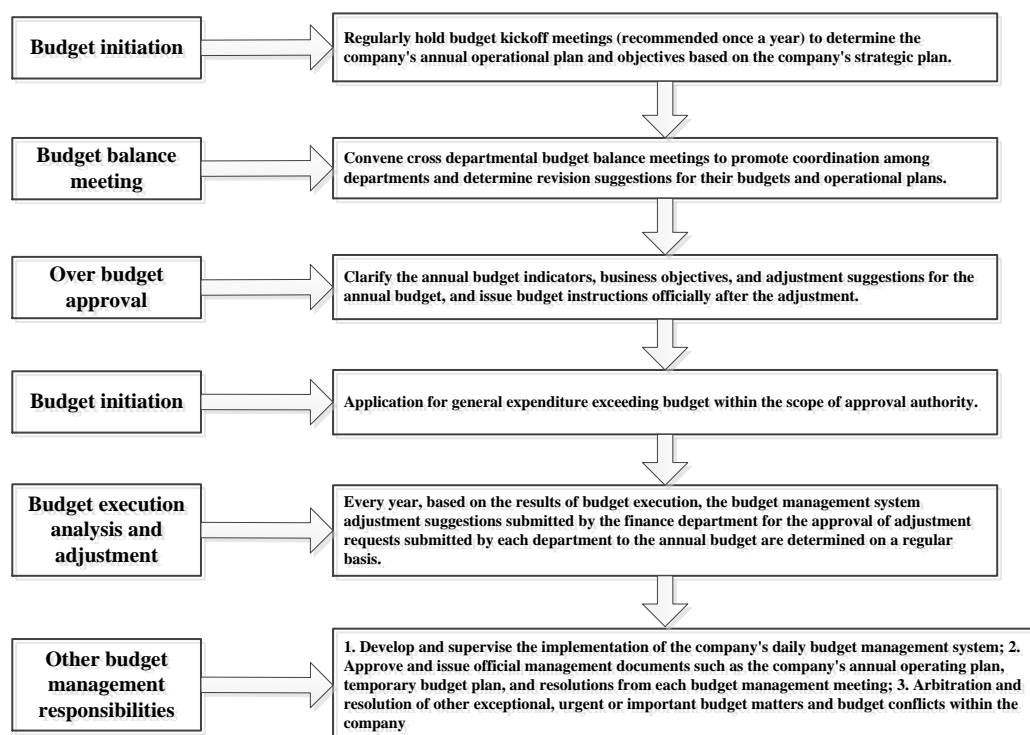 Budget initiation
Regularly hold budget kickoff meetings (recommended once a year) to determine the
company's annual operational plan and objectives based on the company's strategic plan.
Budget balance
meeting
Convene cross departmental budget balance meetings to promote coordination among
departments and determine revision suggestions for their budgets and operational plans.
Over budget
approval
Clarify the annual budget indicators, business objectives, and adjustment suggestions for the
annual budget, and issue budget instructions officially after the adjustment.
Budget initiation
Application for general expenditure exceeding budget within the scope of approval authority.
Budget execution
analysis and
adjustment
Every year, based on the results of budget execution, the budget management system
adjustment suggestions submitted by the finance department for the approval of adjustment
requests submitted by each department to the annual budget are determined on a regular
basis.
Other budget
management
responsibilities
1. Develop and supervise the implementation of the company's daily budget management system; 2.
Approve and issue official management documents such as the company's annual operating plan,
temporary budget plan, and resolutions from each budget management meeting; 3. Arbitration and
resolution of other exceptional, urgent or important budget matters and budget conflicts within the
company